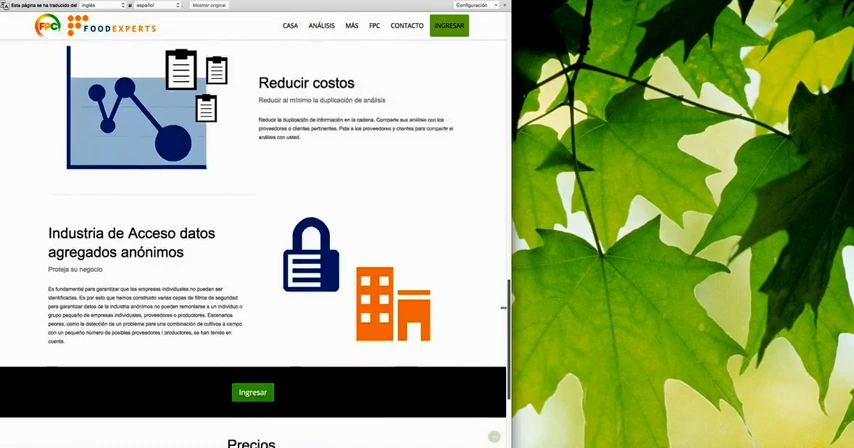 Esta página se ha traducido del inglés al español Mostrar original Configuración
FPC FOODEXPERTS CASA ANÁLISIS MÁS FPC CONTACTO INGRESAR
Reducir costos
Reducir al mínimo la duplicación de análisis
Reducir la duplicación de información en la cadena. Comparte sus análisis con los
proveedores o clientes pertinentes. Pida a los proveedores y clientes para compartir el
análisis con usted.
Industria de Acceso datos
agregados anónimos
Proteja su negocio
Es fundamental para garantizar que las empresas individuales no pueden ser
identificadas. Es por esto que hemos construido varias capas de filtros de seguridad
para garantizar datos de la industria anónimos no pueden remontarse a un individuo o
grupo pequeño de empresas individuales, proveedores o productores. Escenarios
peores, como la detección de un problema para una combinación de cultivos a campo
con un pequeño número de posibles proveedores / productores, se han tenido en
cuente.
Ingresar
Precios